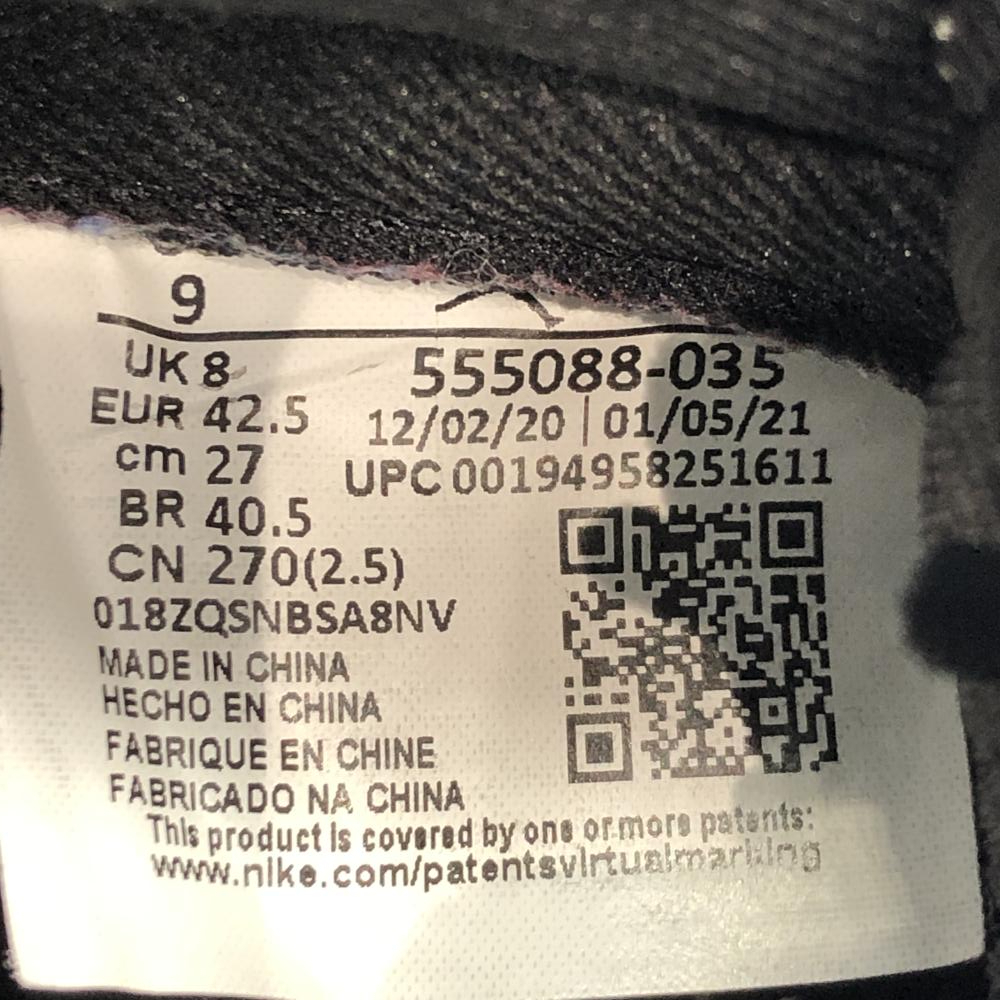 9
UK 8
EUR 42.5
cm 27
BR 40.5
CN 270(2.5)
018ZQSNBSA8NV
555088-035
12/02/20 | 01/05/21
UPC 00194958251611
MADE IN CHINA
HECHO EN CHINA
FABRIQUE EN CHINE
FABRICADO NA CHINA
This product is covered by one or more patents:
www.nike.com/patentsvirtualmarking